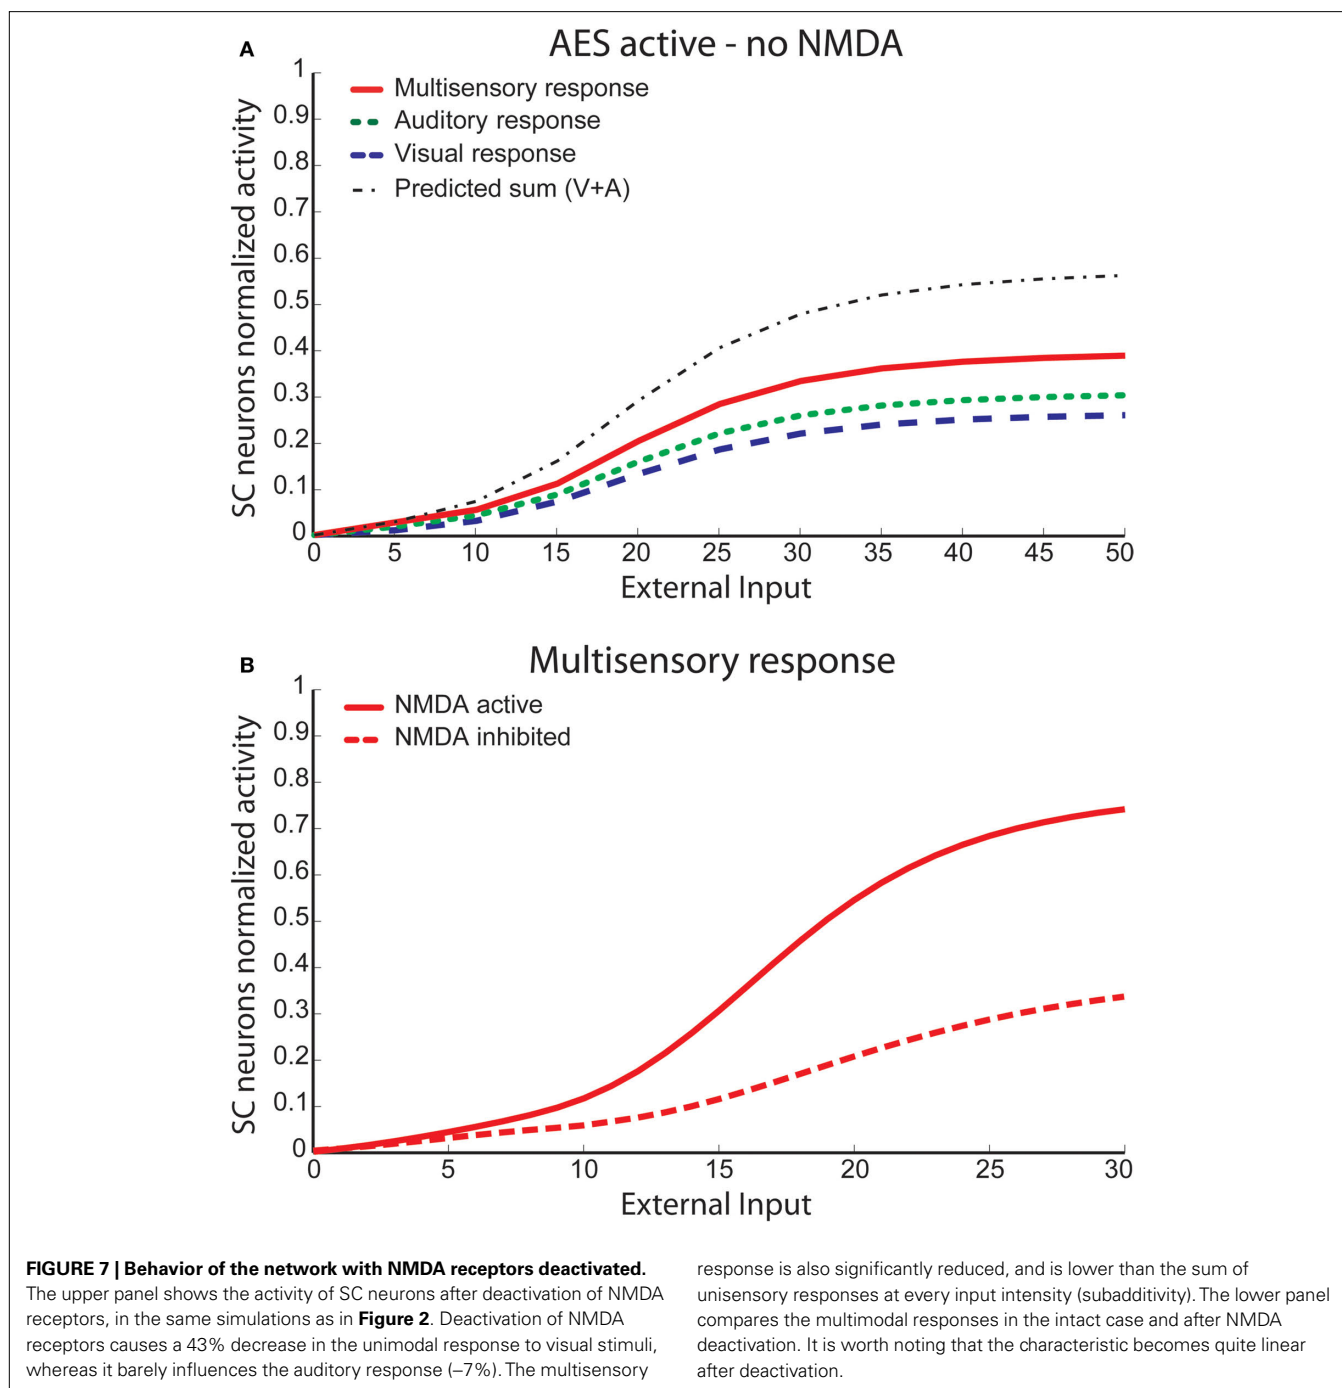 A
AES active - no NMDA
SC neurons normalized activity
1
0.9
0.8
0.7
0.6
0.5
0.4
0.3
0.2
0.1
0
Multisensory response
Auditory response
Visual response
Predicted sum (V+A)
0 5 10 15 20 25 30 35 40 45 50
External Input
B
Multisensory response
SC neurons normalized activity
1
0.9
0.8
0.7
0.6
0.5
0.4
0.3
0.2
0.1
0
NMDA active
NMDA inhibited
0 5 10 15 20 25 30
External Input
FIGURE 7 | Behavior of the network with NMDA receptors deactivated.
The upper panel shows the activity of SC neurons after deactivation of NMDA
receptors, in the same simulations as in Figure 2. Deactivation of NMDA
receptors causes a 43% decrease in the unimodal response to visual stimuli,
whereas it barely influences the auditory response (–7%). The multisensory
response is also significantly reduced, and is lower than the sum of
unisensory responses at every input intensity (subadditivity). The lower panel
compares the multimodal responses in the intact case and after NMDA
deactivation. It is worth noting that the characteristic becomes quite linear
after deactivation.